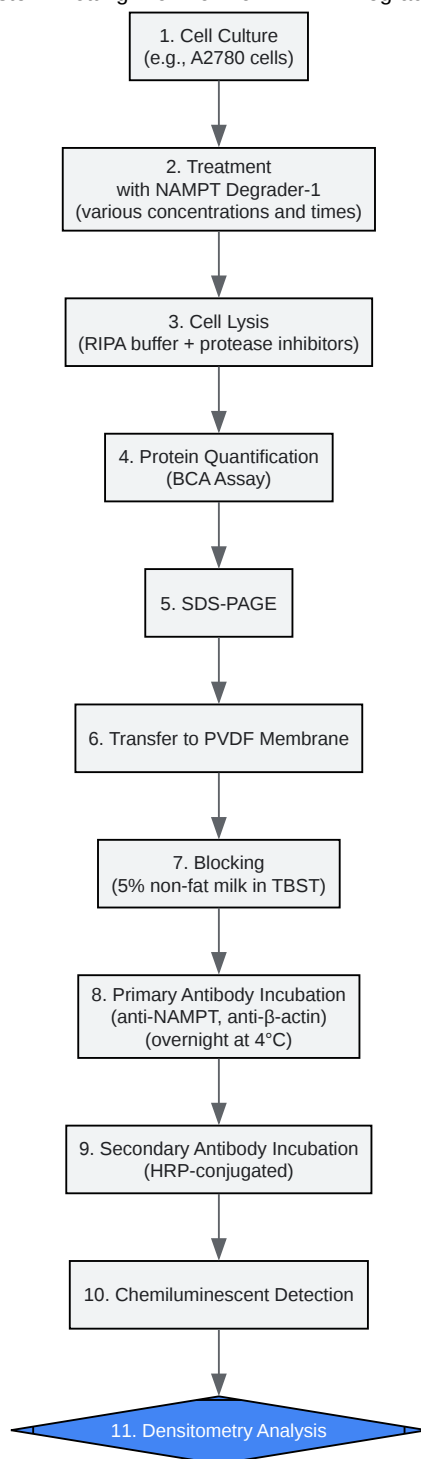 1. Cell Culture
(e.g., A2780 cells)
2. Treatment
with NAMPT Degrader-1
(various concentrations and times)
3. Cell Lysis
(RIPA buffer + protease inhibitors)
4. Protein Quantification
(BCA Assay)
5. SDS-PAGE
6. Transfer to PVDF Membrane
7. Blocking
(5% non-fat milk in TBST)
8. Primary Antibody Incubation
(anti-NAMPT, anti-β-actin)
(overnight at 4°C)
9. Secondary Antibody Incubation
(HRP-conjugated)
10. Chemiluminescent Detection
11. Densitometry Analysis